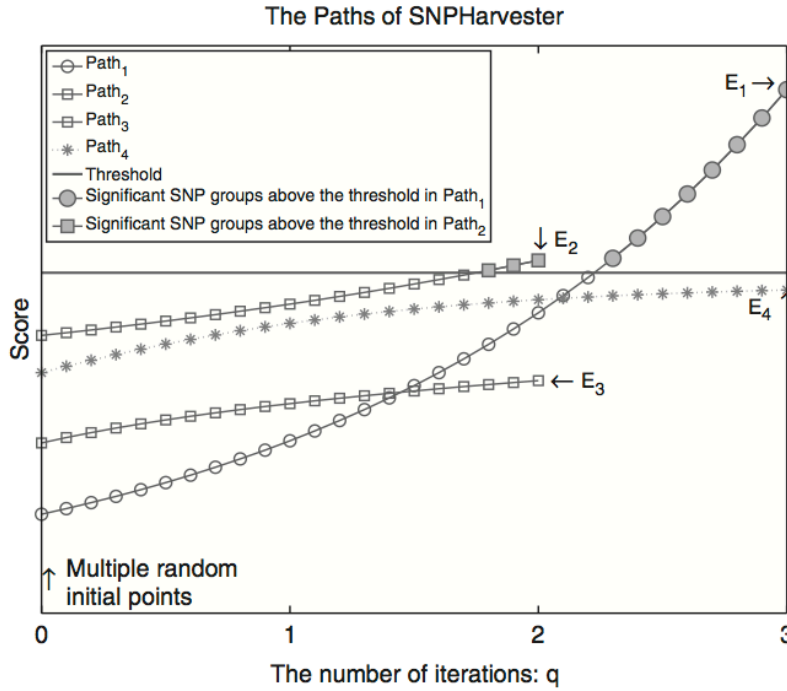 The Paths of SNPHarvester
Path1
Path2
Path3
Path4
Threshold
Significant SNP groups above the threshold in Path1
Significant SNP groups above the threshold in Path2
E1 →
↓ E2
E4
← E3
Score
↑ Multiple random
initial points
0 1 2 3
The number of iterations: q